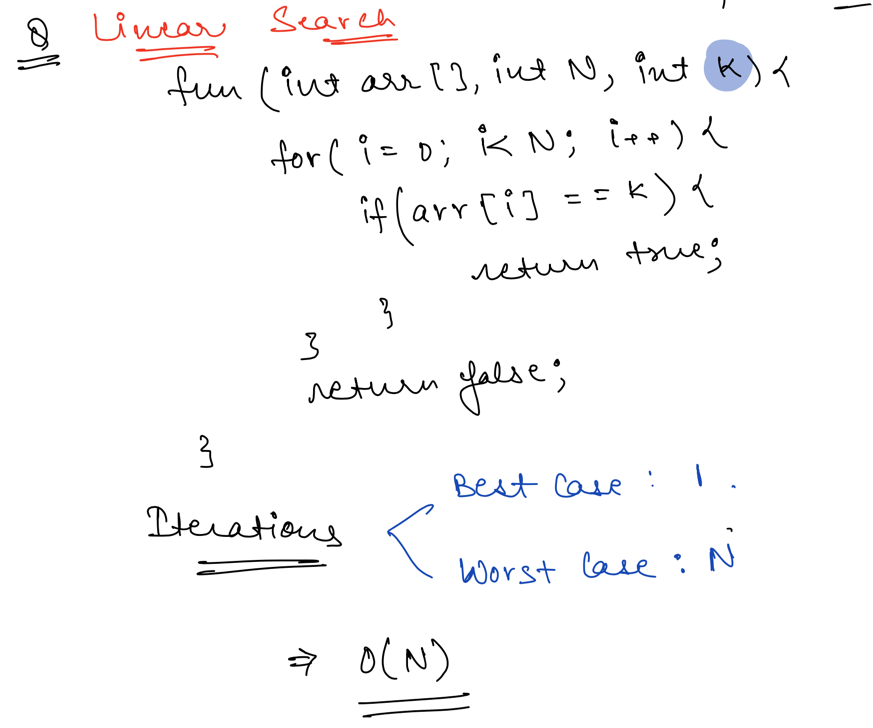 Q Linear Search
fun (int arr[], int N, int K) {
for( i = 0; i < N; i++) {
if(arr[i] == K) {
return true;
}
}
return false;
}
Best Case : 1 .
Iterations
Worst Case : N
⇒ O(N)